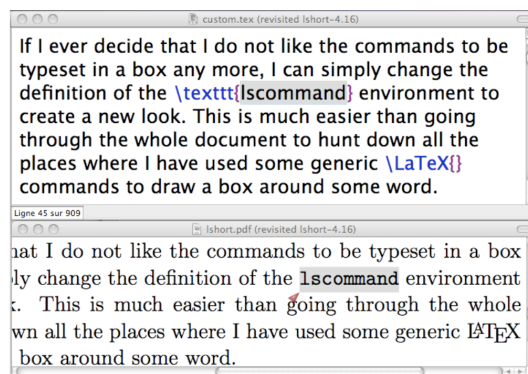 custom.tex (revisited lshort-4.16)
If I ever decide that I do not like the commands to be
typeset in a box any more, I can simply change the
definition of the \texttt{lscommand} environment to
create a new look. This is much easier than going
through the whole document to hunt down all the
places where I have used some generic \LaTeX{}
commands to draw a box around some word.
Ligne 45 sur 909
lshort.pdf (revisited lshort-4.16)
I do not like the commands to be typeset in a box
change the definition of the lscommand environment
This is much easier than going through the whole
all the places where I have used some generic LATEX
box around some word.